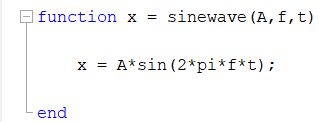 function x = sinewave(A,f,t)
x = A*sin(2*pi*f*t);
end